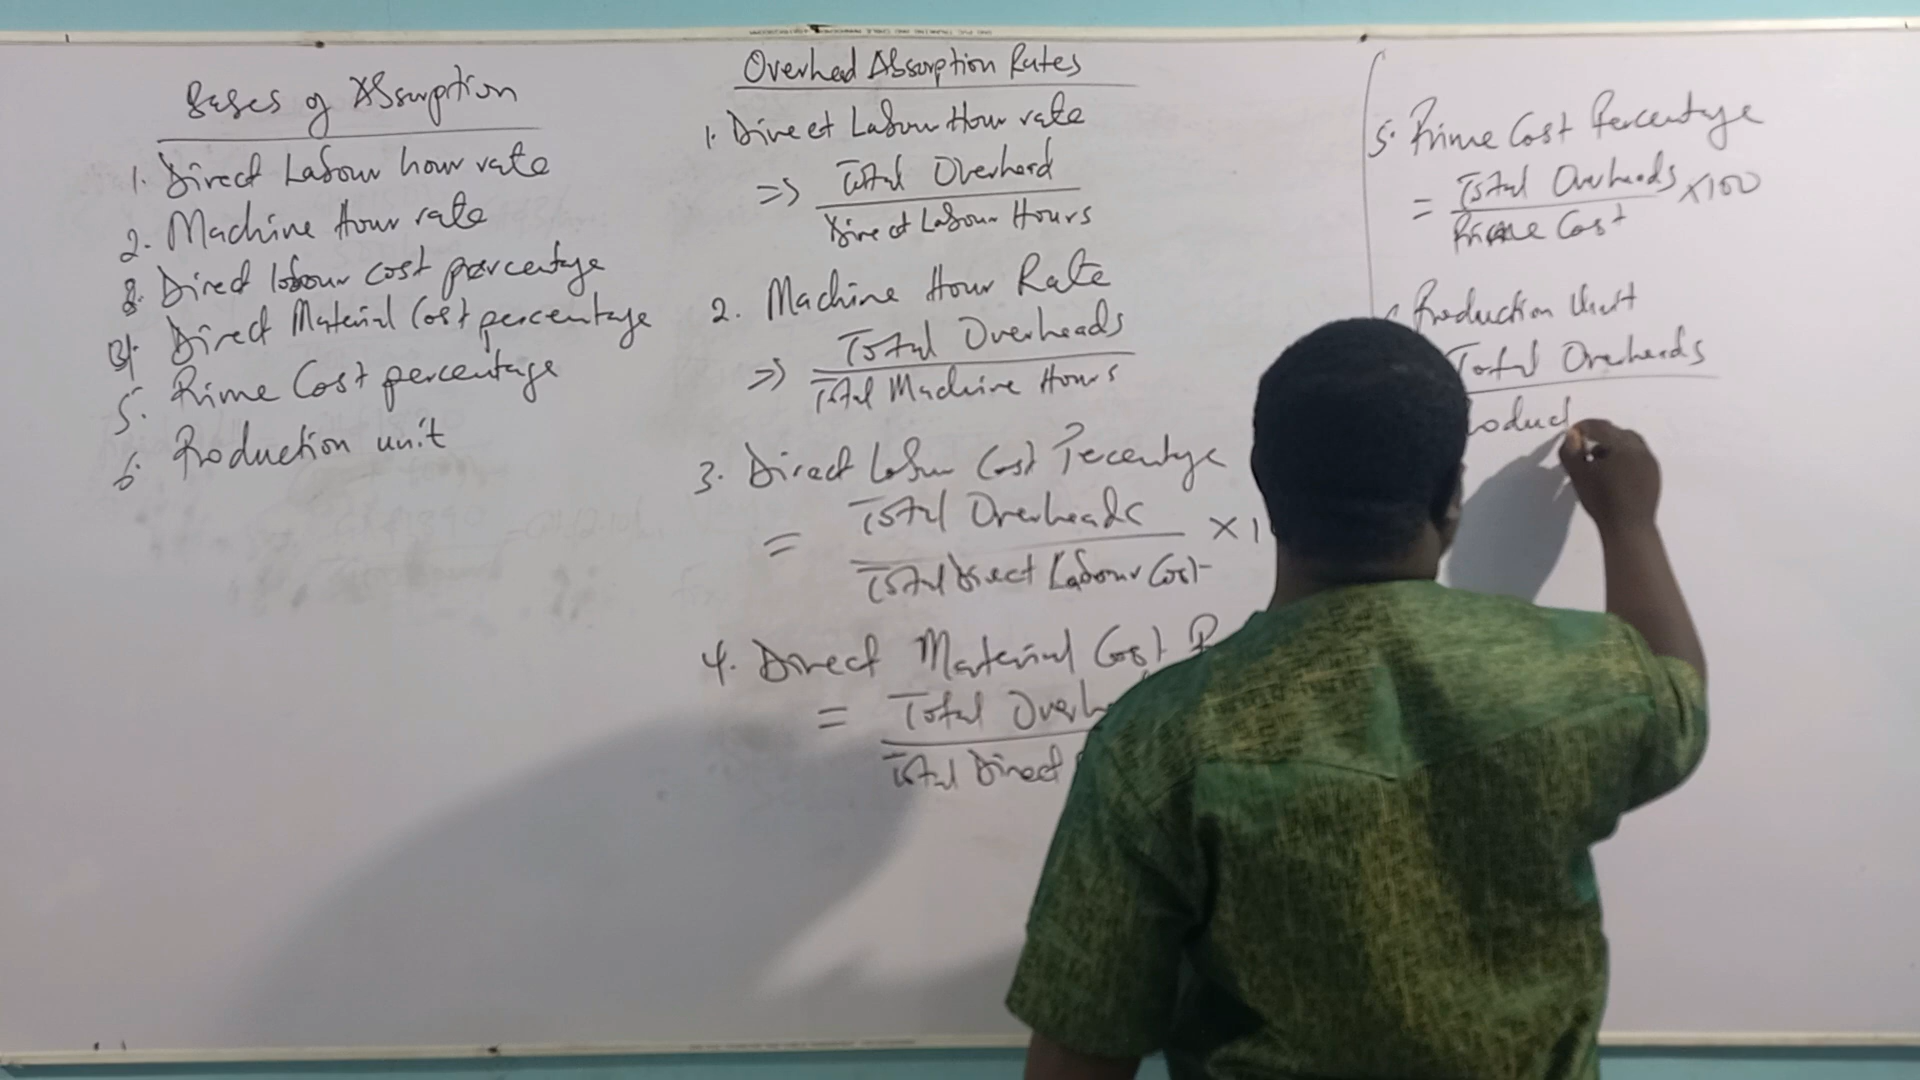 Bases of Absorption
1. Direct Labour hour rate
2. Machine Hour rate
3. Direct labour cost percentage
4. Direct Material Cost percentage
5. Prime Cost percentage
6. Production unit
Overhead Absorption Rates
1. Direct Labour Hour rate
=> Total Overhead
Direct Labour Hours
2. Machine Hour Rate
=> Total Overheads
Total Machine Hours
3. Direct Labour Cost Percentage
= Total Overheads × 1
Total Direct Labour Cost
4. Direct Material Cost P
= Total Overh
Total Direct
5. Prime Cost Percentage
= Total Overheads ×100
Prime Cost
Production Unit
Total Overheads
roduct